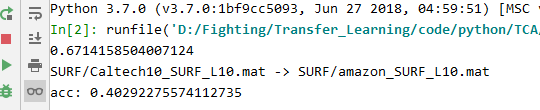 Python 3.7.0 (v3.7.0:1bf9cc5093, Jun 27 2018, 04:59:51) [MSC
In[2]: runfile('D:/Fighting/Transfer_Learning/code/python/TCA/
0.6714158504007124
SURF/Caltech10_SURF_L10.mat -> SURF/amazon_SURF_L10.mat
acc: 0.40292275574112735